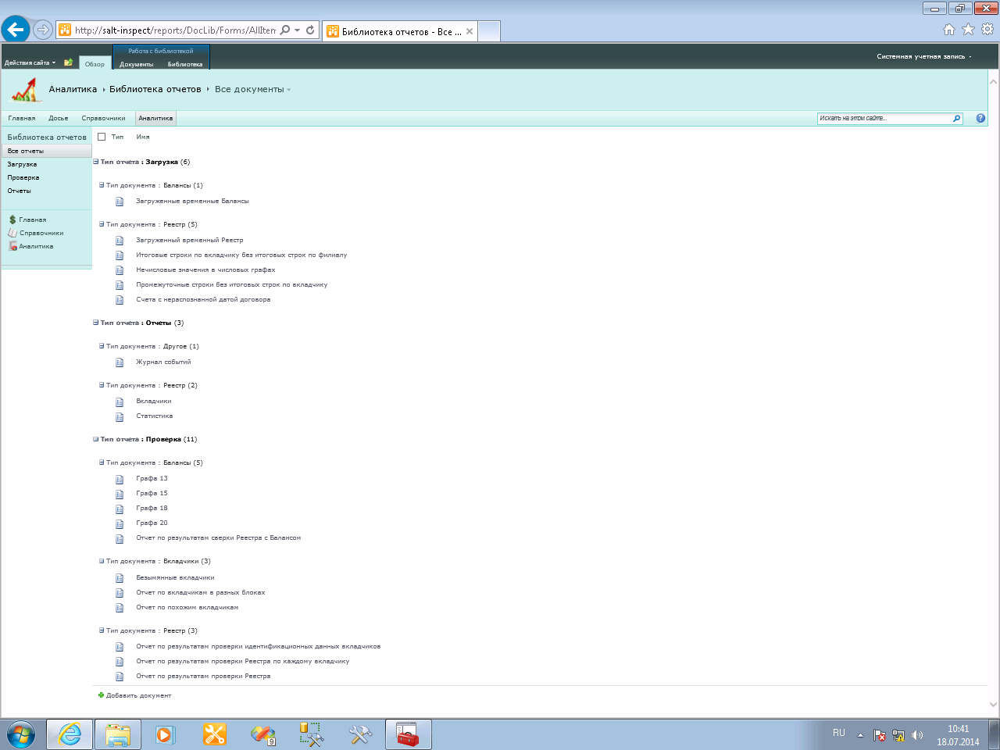 http://salt-inspect/reports/DocLib/Forms/AllIten
Библиотека отчетов - Все ...
Работа с библиотекой
Действия сайта
Обзор
Документы
Библиотека
Системная учетная запись
Аналитика
Библиотека отчетов
Все документы
Главная
Досье
Справочники
Аналитика
Искать на этом сайте...
Библиотека отчетов
Все отчеты
Загрузка
Проверка
Отчеты
Главная
Справочники
Аналитика
Тип Имя
Тип отчета : Загрузка (6)
Тип документа : Балансы (1)
Загруженные временные Балансы
Тип документа : Реестр (5)
Загруженный временный Реестр
Итоговые строки по вкладчику без итоговых строк по филиалу
Нечисловые значения в числовых графах
Промежуточные строки без итоговых строк по вкладчику
Счета с нераспознанной датой договора
Тип отчета : Отчеты (3)
Тип документа : Другое (1)
Журнал событий
Тип документа : Реестр (2)
Вкладчики
Статистика
Тип отчета : Проверка (11)
Тип документа : Балансы (5)
Графа 13
Графа 15
Графа 18
Графа 20
Отчет по результатам сверки Реестра с Балансом
Тип документа : Вкладчики (3)
Безымянные вкладчики
Отчет по вкладчикам в разных блоках
Отчет по похожим вкладчикам
Тип документа : Реестр (3)
Отчет по результатам проверки идентификационных данных вкладчиков
Отчет по результатам проверки Реестра по каждому вкладчику
Отчет по результатам проверки Реестра
Добавить документ
9
RU
10:41
18.07.2014